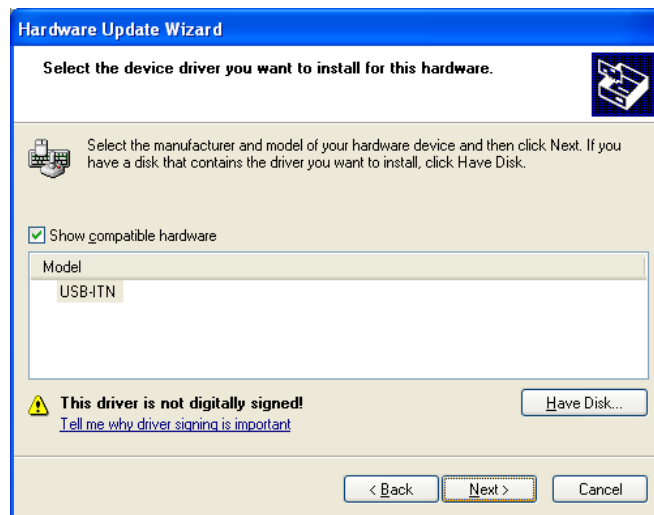 Hardware Update Wizard
Select the device driver you want to install for this hardware.
Select the manufacturer and model of your hardware device and then click Next. If you
have a disk that contains the driver you want to install, click Have Disk.
Show compatible hardware
Model
USB-ITN
This driver is not digitally signed!
Tell me why driver signing is important
Have Disk...
< Back
Next >
Cancel